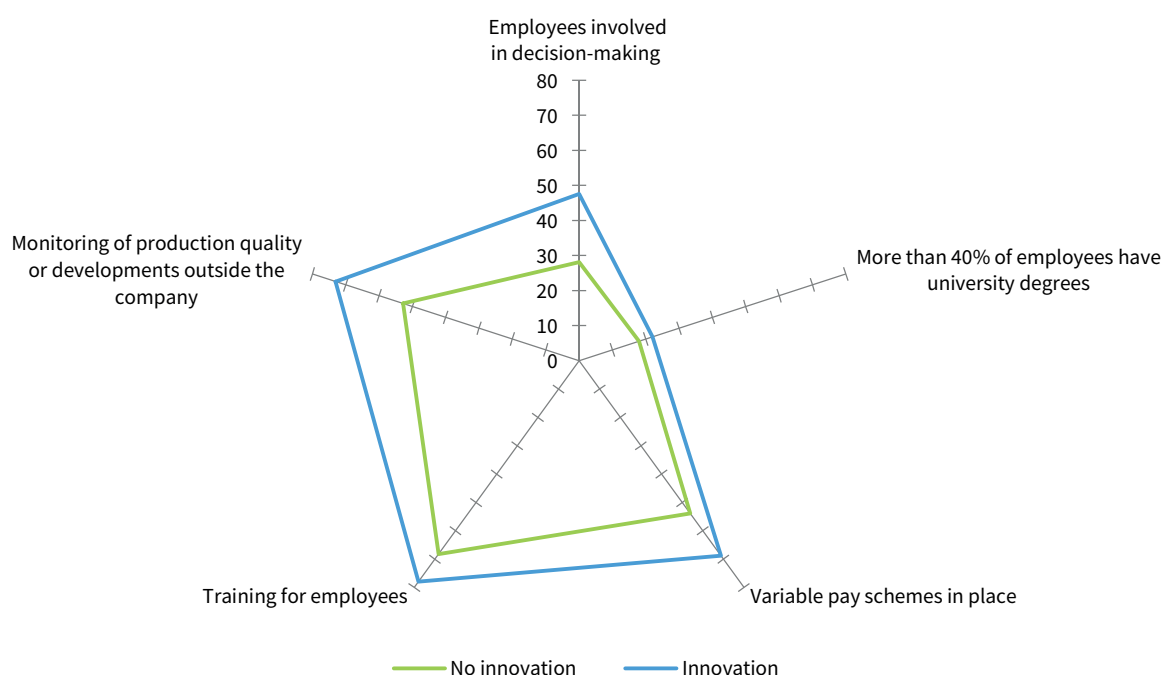 Employees involved
in decision-making
80
70
60
50
40
30
20
10
0
Monitoring of production quality
or developments outside the
company
More than 40% of employees have
university degrees
Training for employees
Variable pay schemes in place
No innovation
Innovation